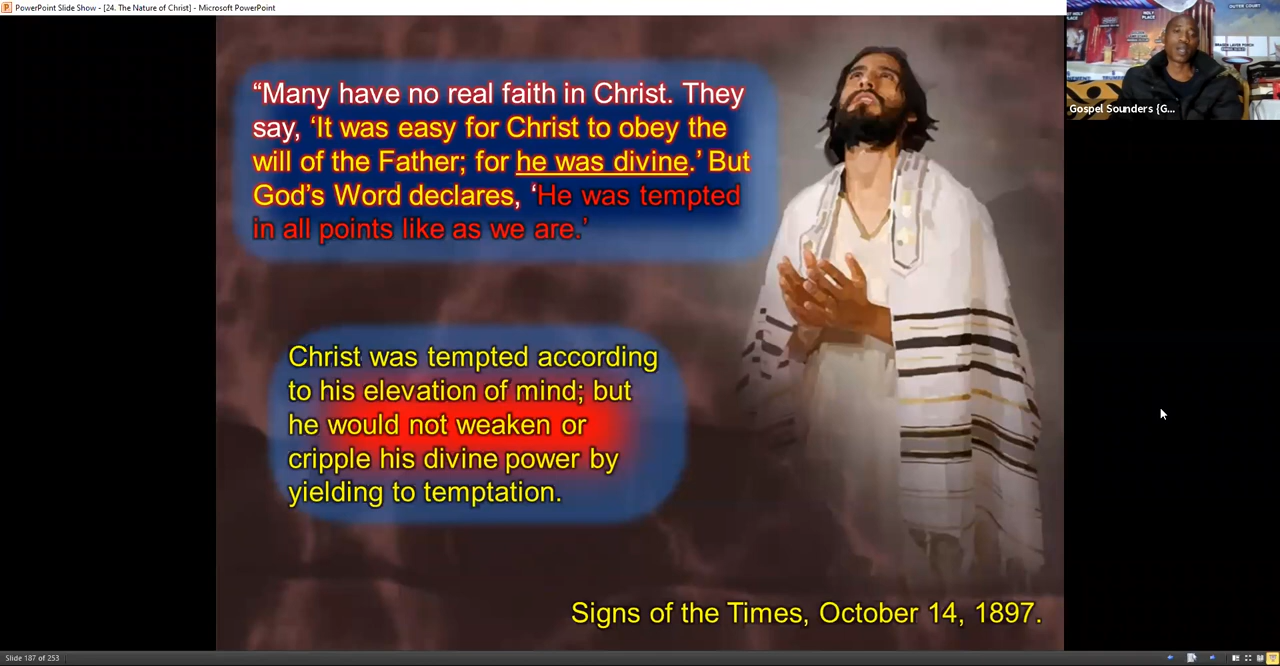 PowerPoint Slide Show - [24. The Nature of Christ] - Microsoft PowerPoint
“Many have no real faith in Christ. They
say, ‘It was easy for Christ to obey the
will of the Father; for he was divine.’ But
God’s Word declares, ‘He was tempted
in all points like as we are.’
Christ was tempted according
to his elevation of mind; but
he would not weaken or
cripple his divine power by
yielding to temptation.
Signs of the Times, October 14, 1897.
OUTER COURT
Gospel Sounders {G...
Slide 187 of 253